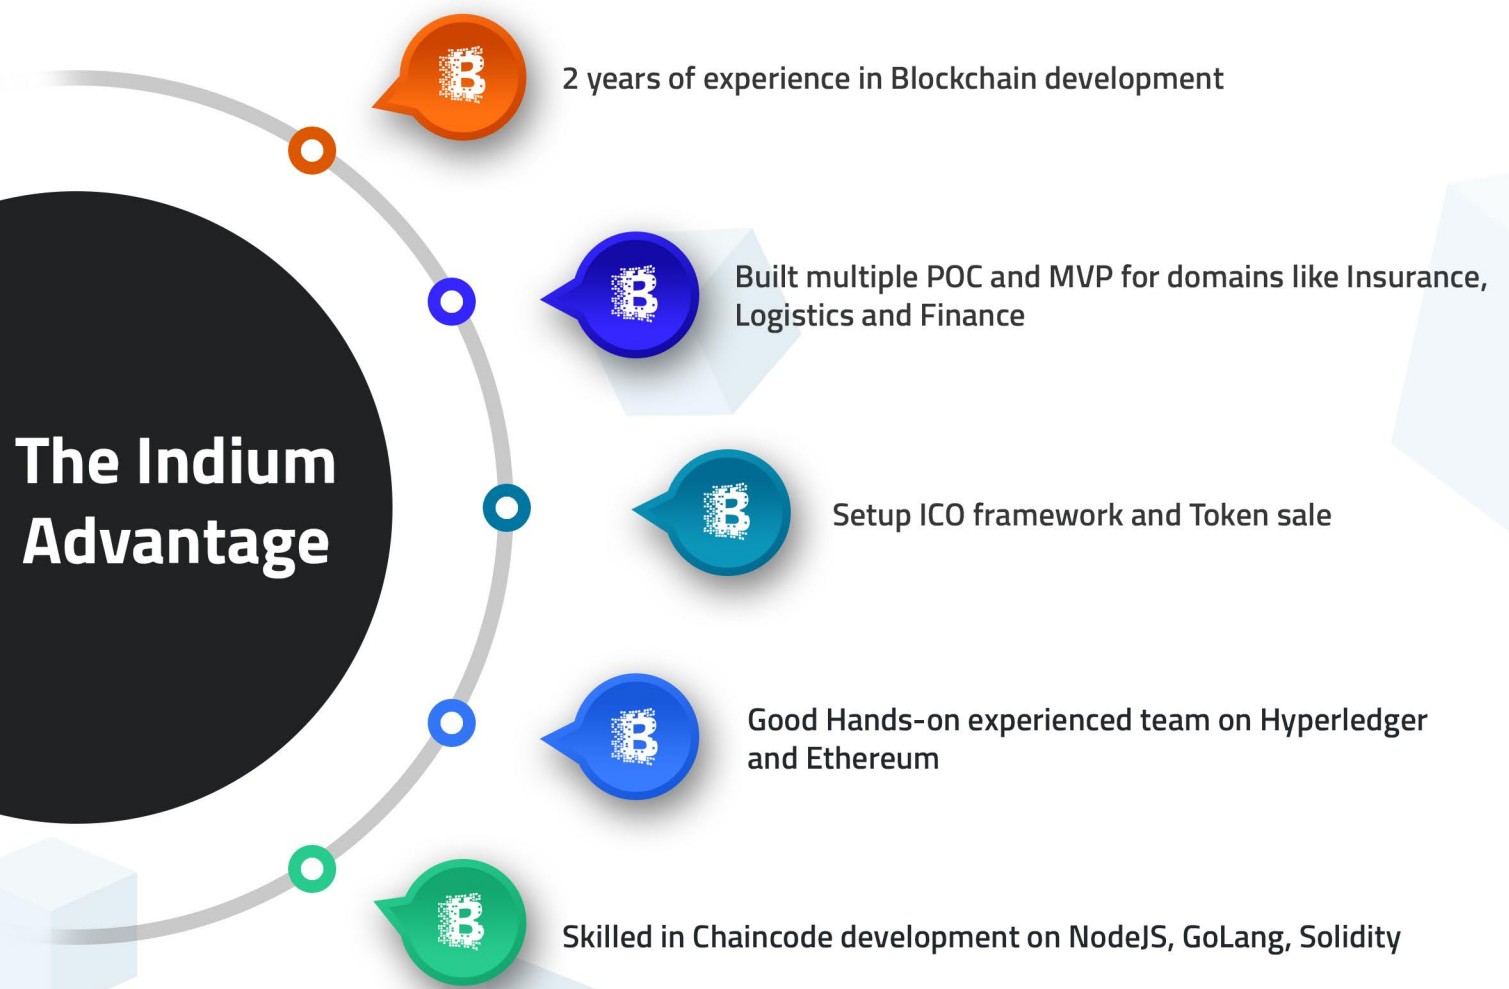 2 years of experience in Blockchain development
Built multiple POC and MVP for domains like Insurance,
Logistics and Finance
The Indium
Advantage
Setup ICO framework and Token sale
Good Hands-on experienced team on Hyperledger
and Ethereum
Skilled in Chaincode development on NodeJS, GoLang, Solidity